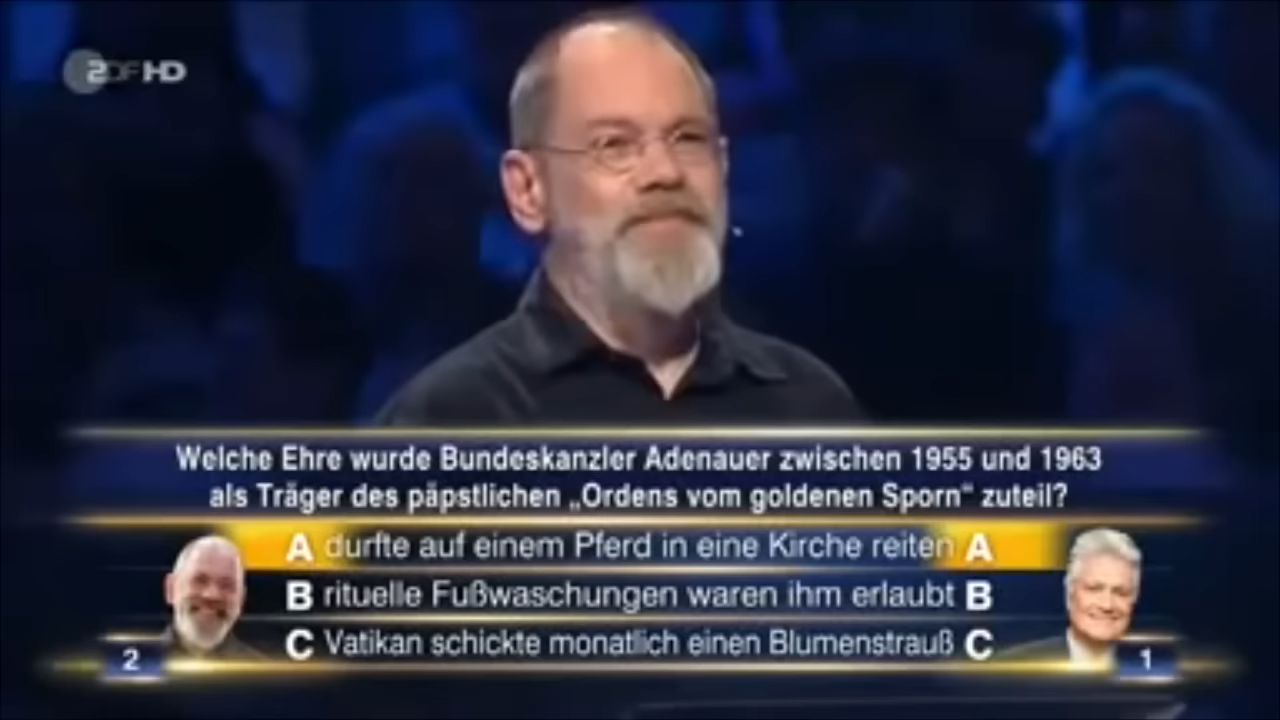 ZDF HD
Welche Ehre wurde Bundeskanzler Adenauer zwischen 1955 und 1963
als Träger des päpstlichen „Ordens vom goldenen Sporn“ zuteil?
A durfte auf einem Pferd in eine Kirche reiten A
B rituelle Fußwaschungen waren ihm erlaubt B
C Vatikan schickte monatlich einen Blumenstrauß C
2 1